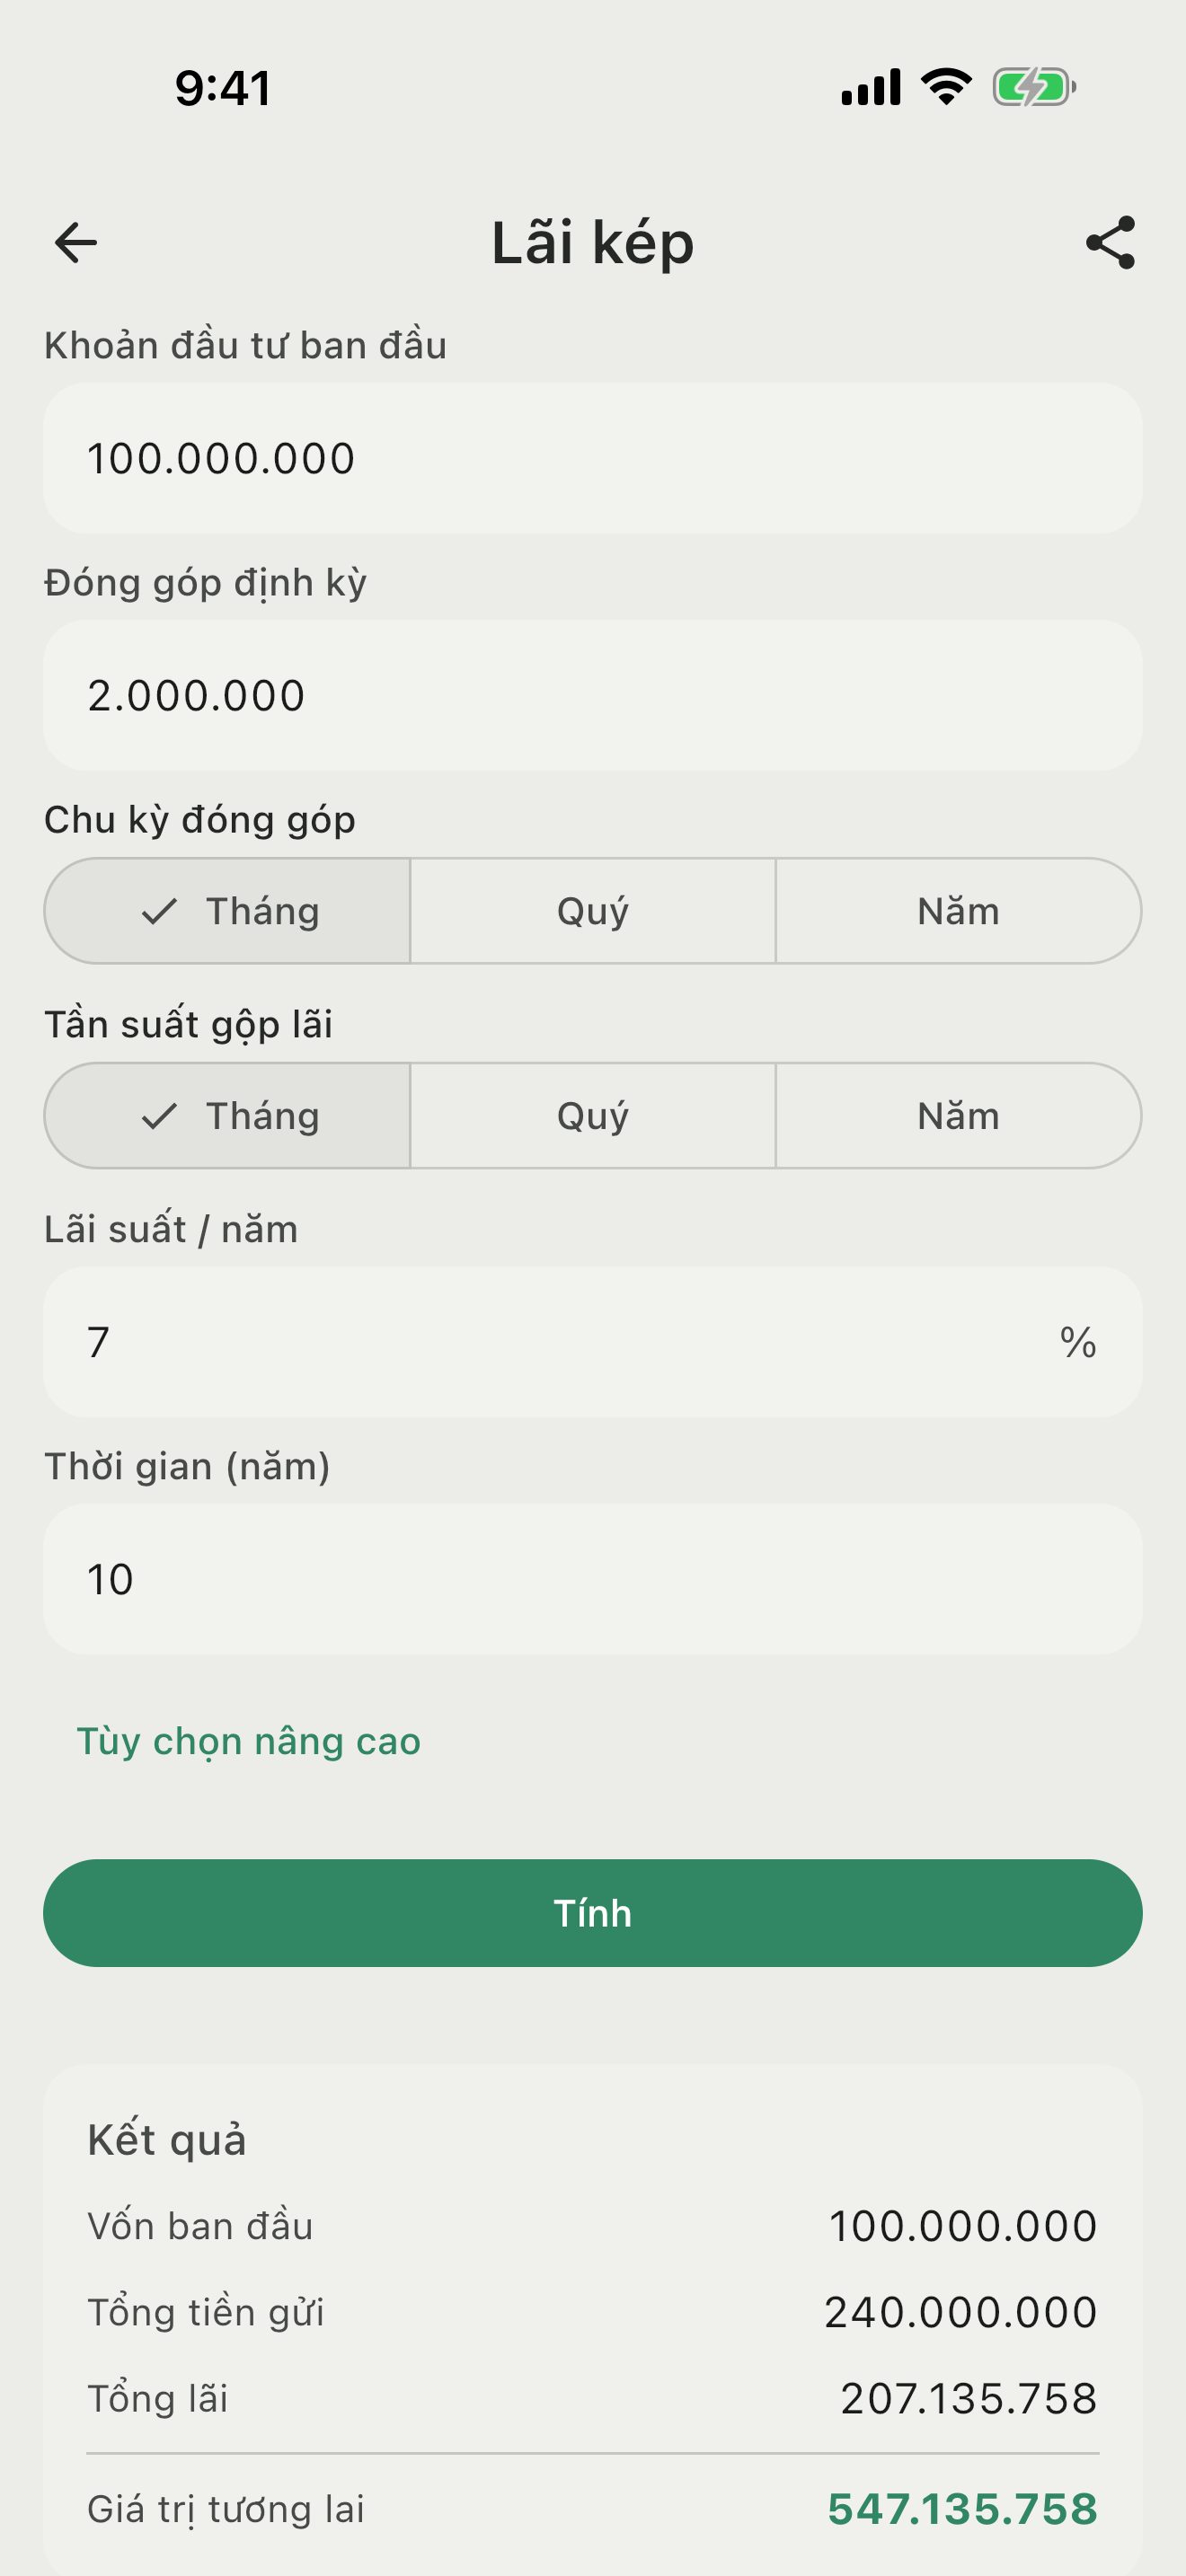 9:41
Lãi kép
Khoản đầu tư ban đầu
100.000.000
Đóng góp định kỳ
2.000.000
Chu kỳ đóng góp
Tháng Quý Năm
Tần suất gộp lãi
Tháng Quý Năm
Lãi suất / năm
7 %
Thời gian (năm)
10
Tùy chọn nâng cao
Tính
Kết quả
Vốn ban đầu 100.000.000
Tổng tiền gửi 240.000.000
Tổng lãi 207.135.758
Giá trị tương lai 547.135.758